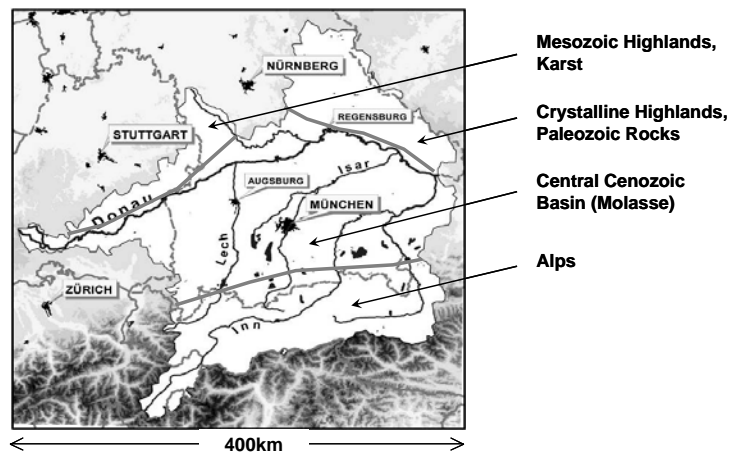 NÜRNBERG
REGENSBURG
STUTTGART
Donau
Isar
AUGSBURG
MÜNCHEN
Lech
ZÜRICH
Inn
400km
Mesozoic Highlands,
Karst
Crystalline Highlands,
Paleozoic Rocks
Central Cenozoic
Basin (Molasse)
Alps